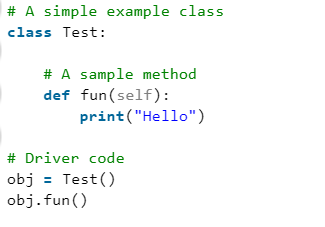 # A simple example class
class Test:
    # A sample method
    def fun(self):
        print("Hello")
# Driver code
obj = Test()
obj.fun()